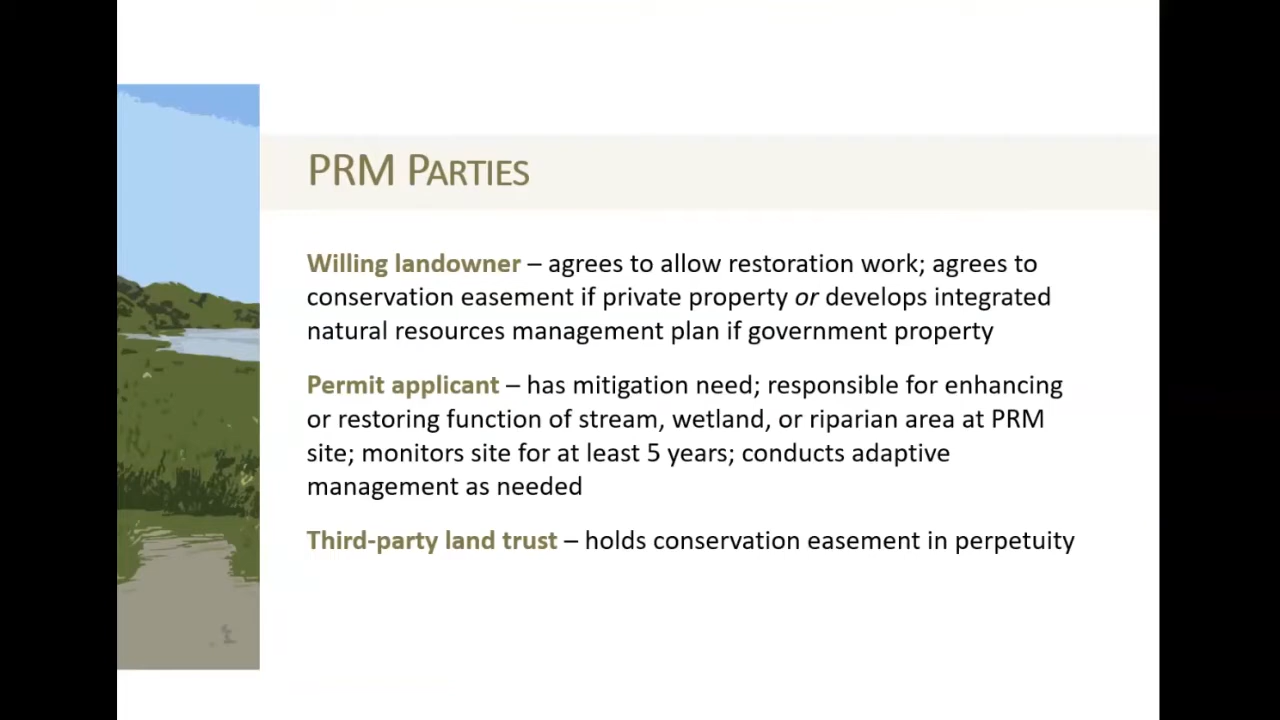 PRM PARTIES
Willing landowner – agrees to allow restoration work; agrees to
conservation easement if private property or develops integrated
natural resources management plan if government property
Permit applicant – has mitigation need; responsible for enhancing
or restoring function of stream, wetland, or riparian area at PRM
site; monitors site for at least 5 years; conducts adaptive
management as needed
Third-party land trust – holds conservation easement in perpetuity